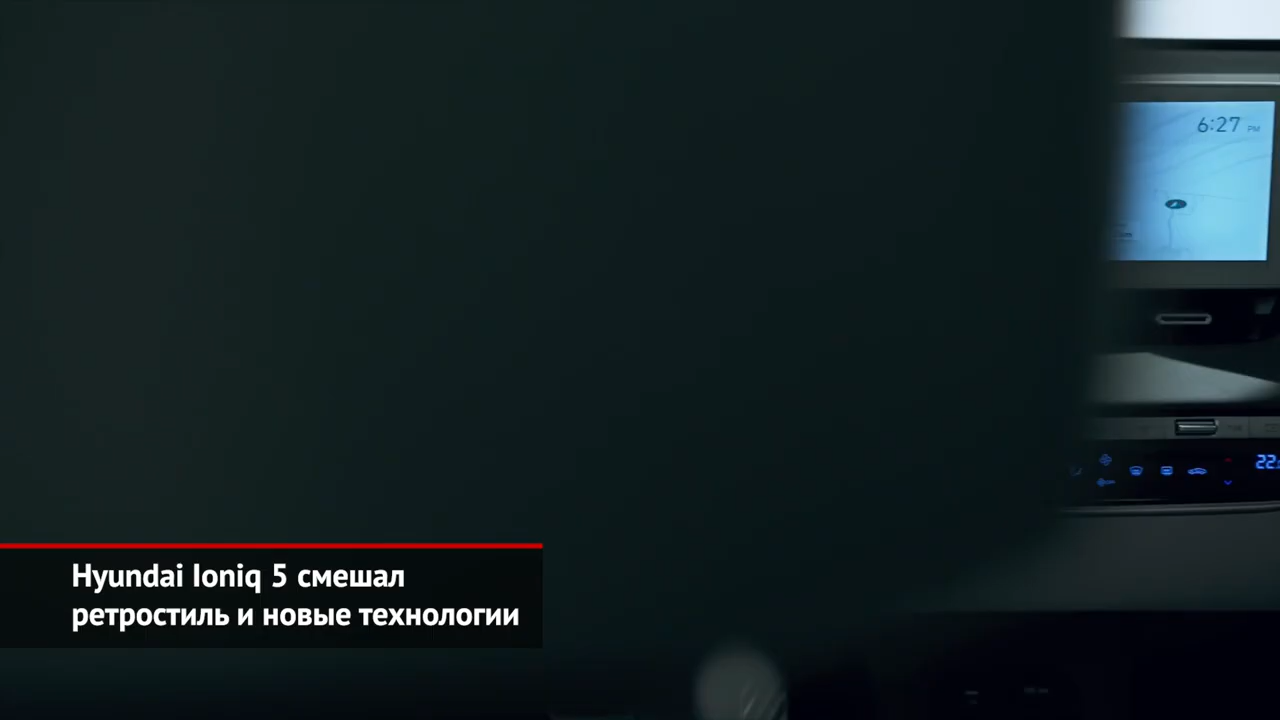 6:27 PM
22
Hyundai Ioniq 5 смешал
ретростиль и новые технологии